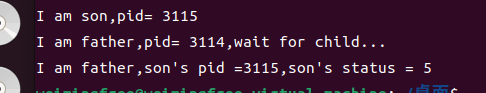 I am son,pid= 3115
I am father,pid= 3114,wait for child...
I am father,son's pid =3115,son's status = 5